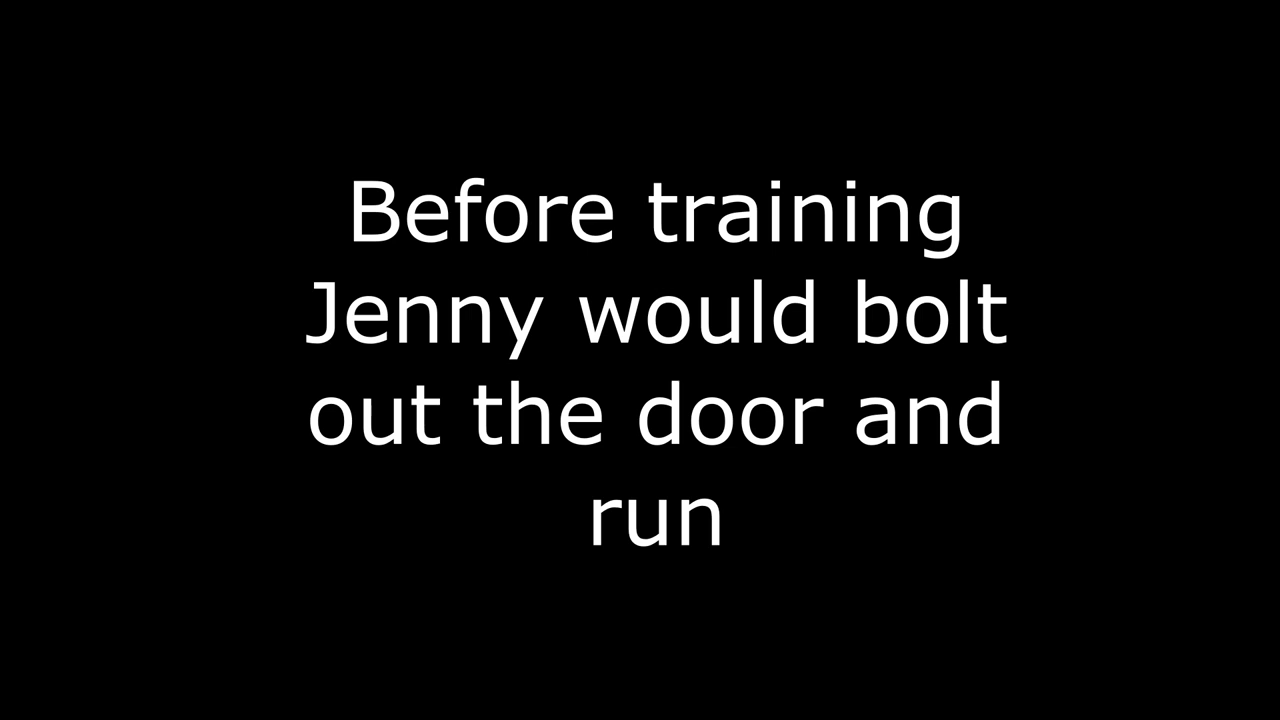 Before training
Jenny would bolt
out the door and
run